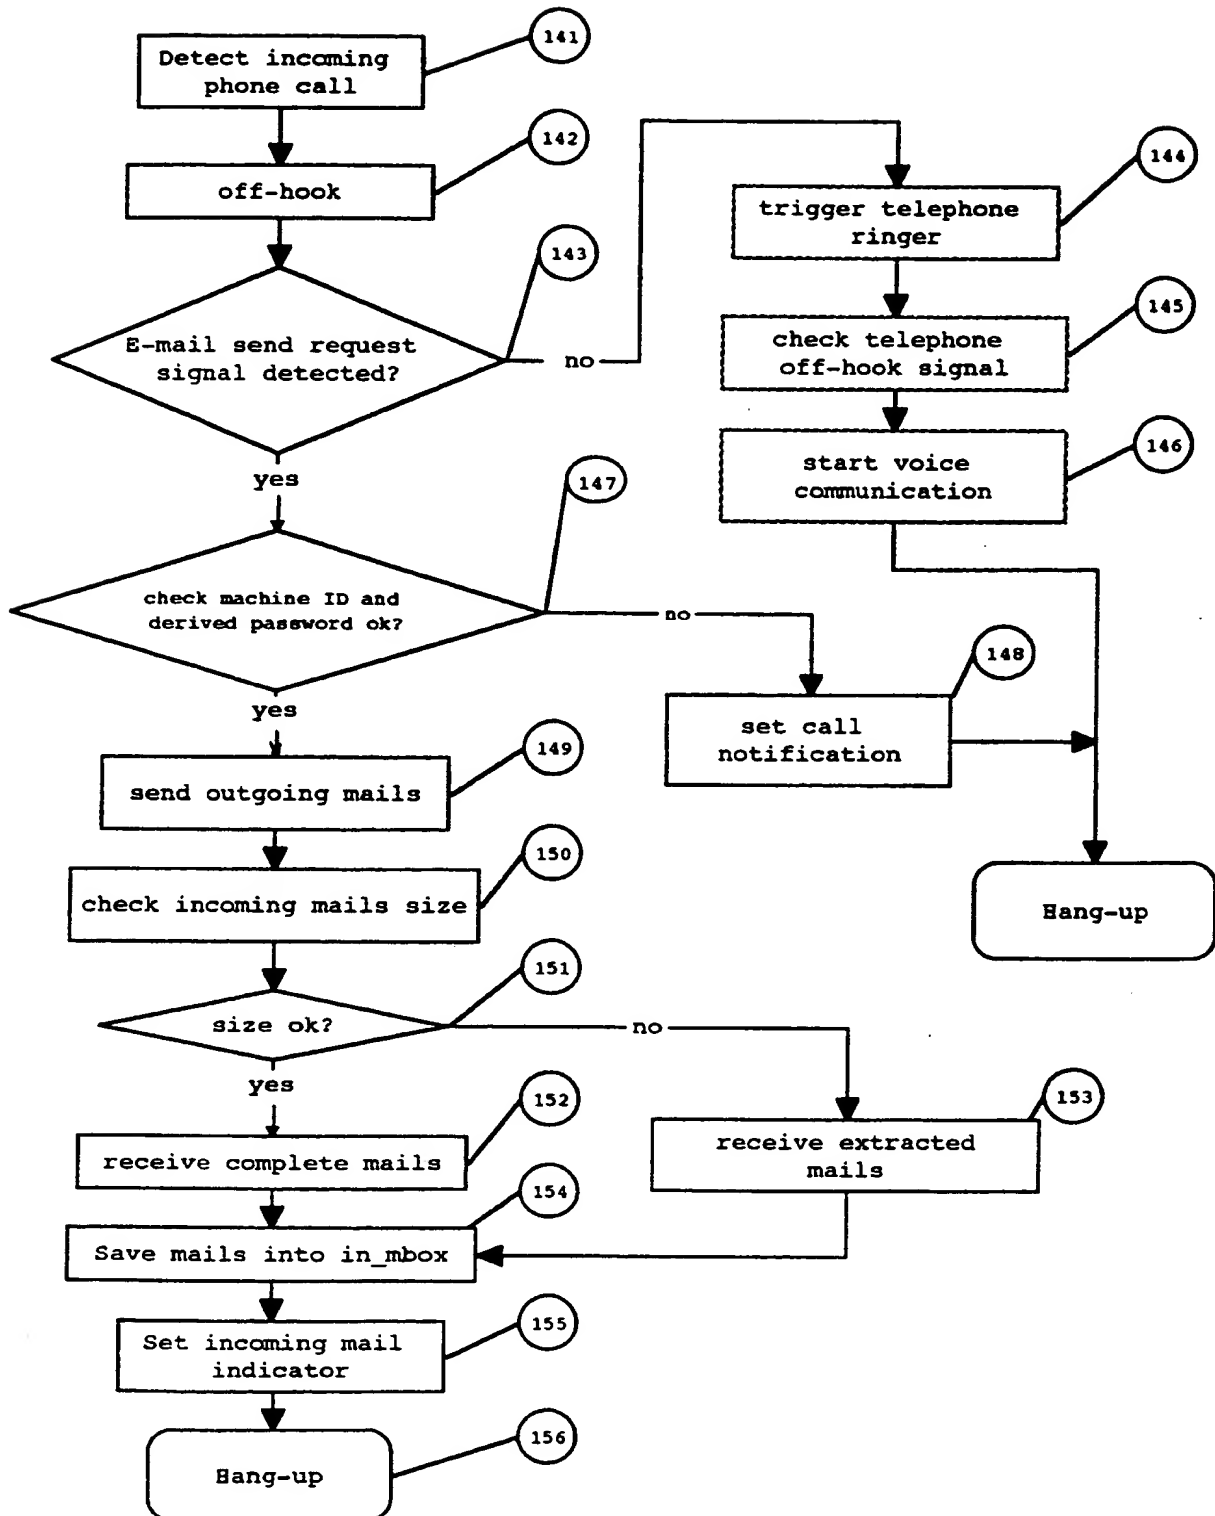 141
Detect incoming
phone call
142
off-hook
143
E-mail send request
signal detected?
no
144
trigger telephone
ringer
145
check telephone
off-hook signal
146
start voice
communication
yes
147
check machine ID and
derived password ok?
no
148
set call
notification
yes
149
send outgoing mails
150
check incoming mails size
Hang-up
151
size ok?
no
yes
152
receive complete mails
153
receive extracted
mails
154
Save mails into in_mbox
155
Set incoming mail
indicator
156
Hang-up